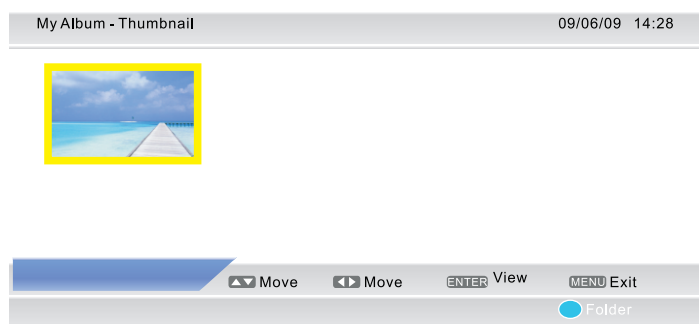 My Album - Thumbnail 09/06/09 14:28
Move Move ENTER View MENU Exit
Folder